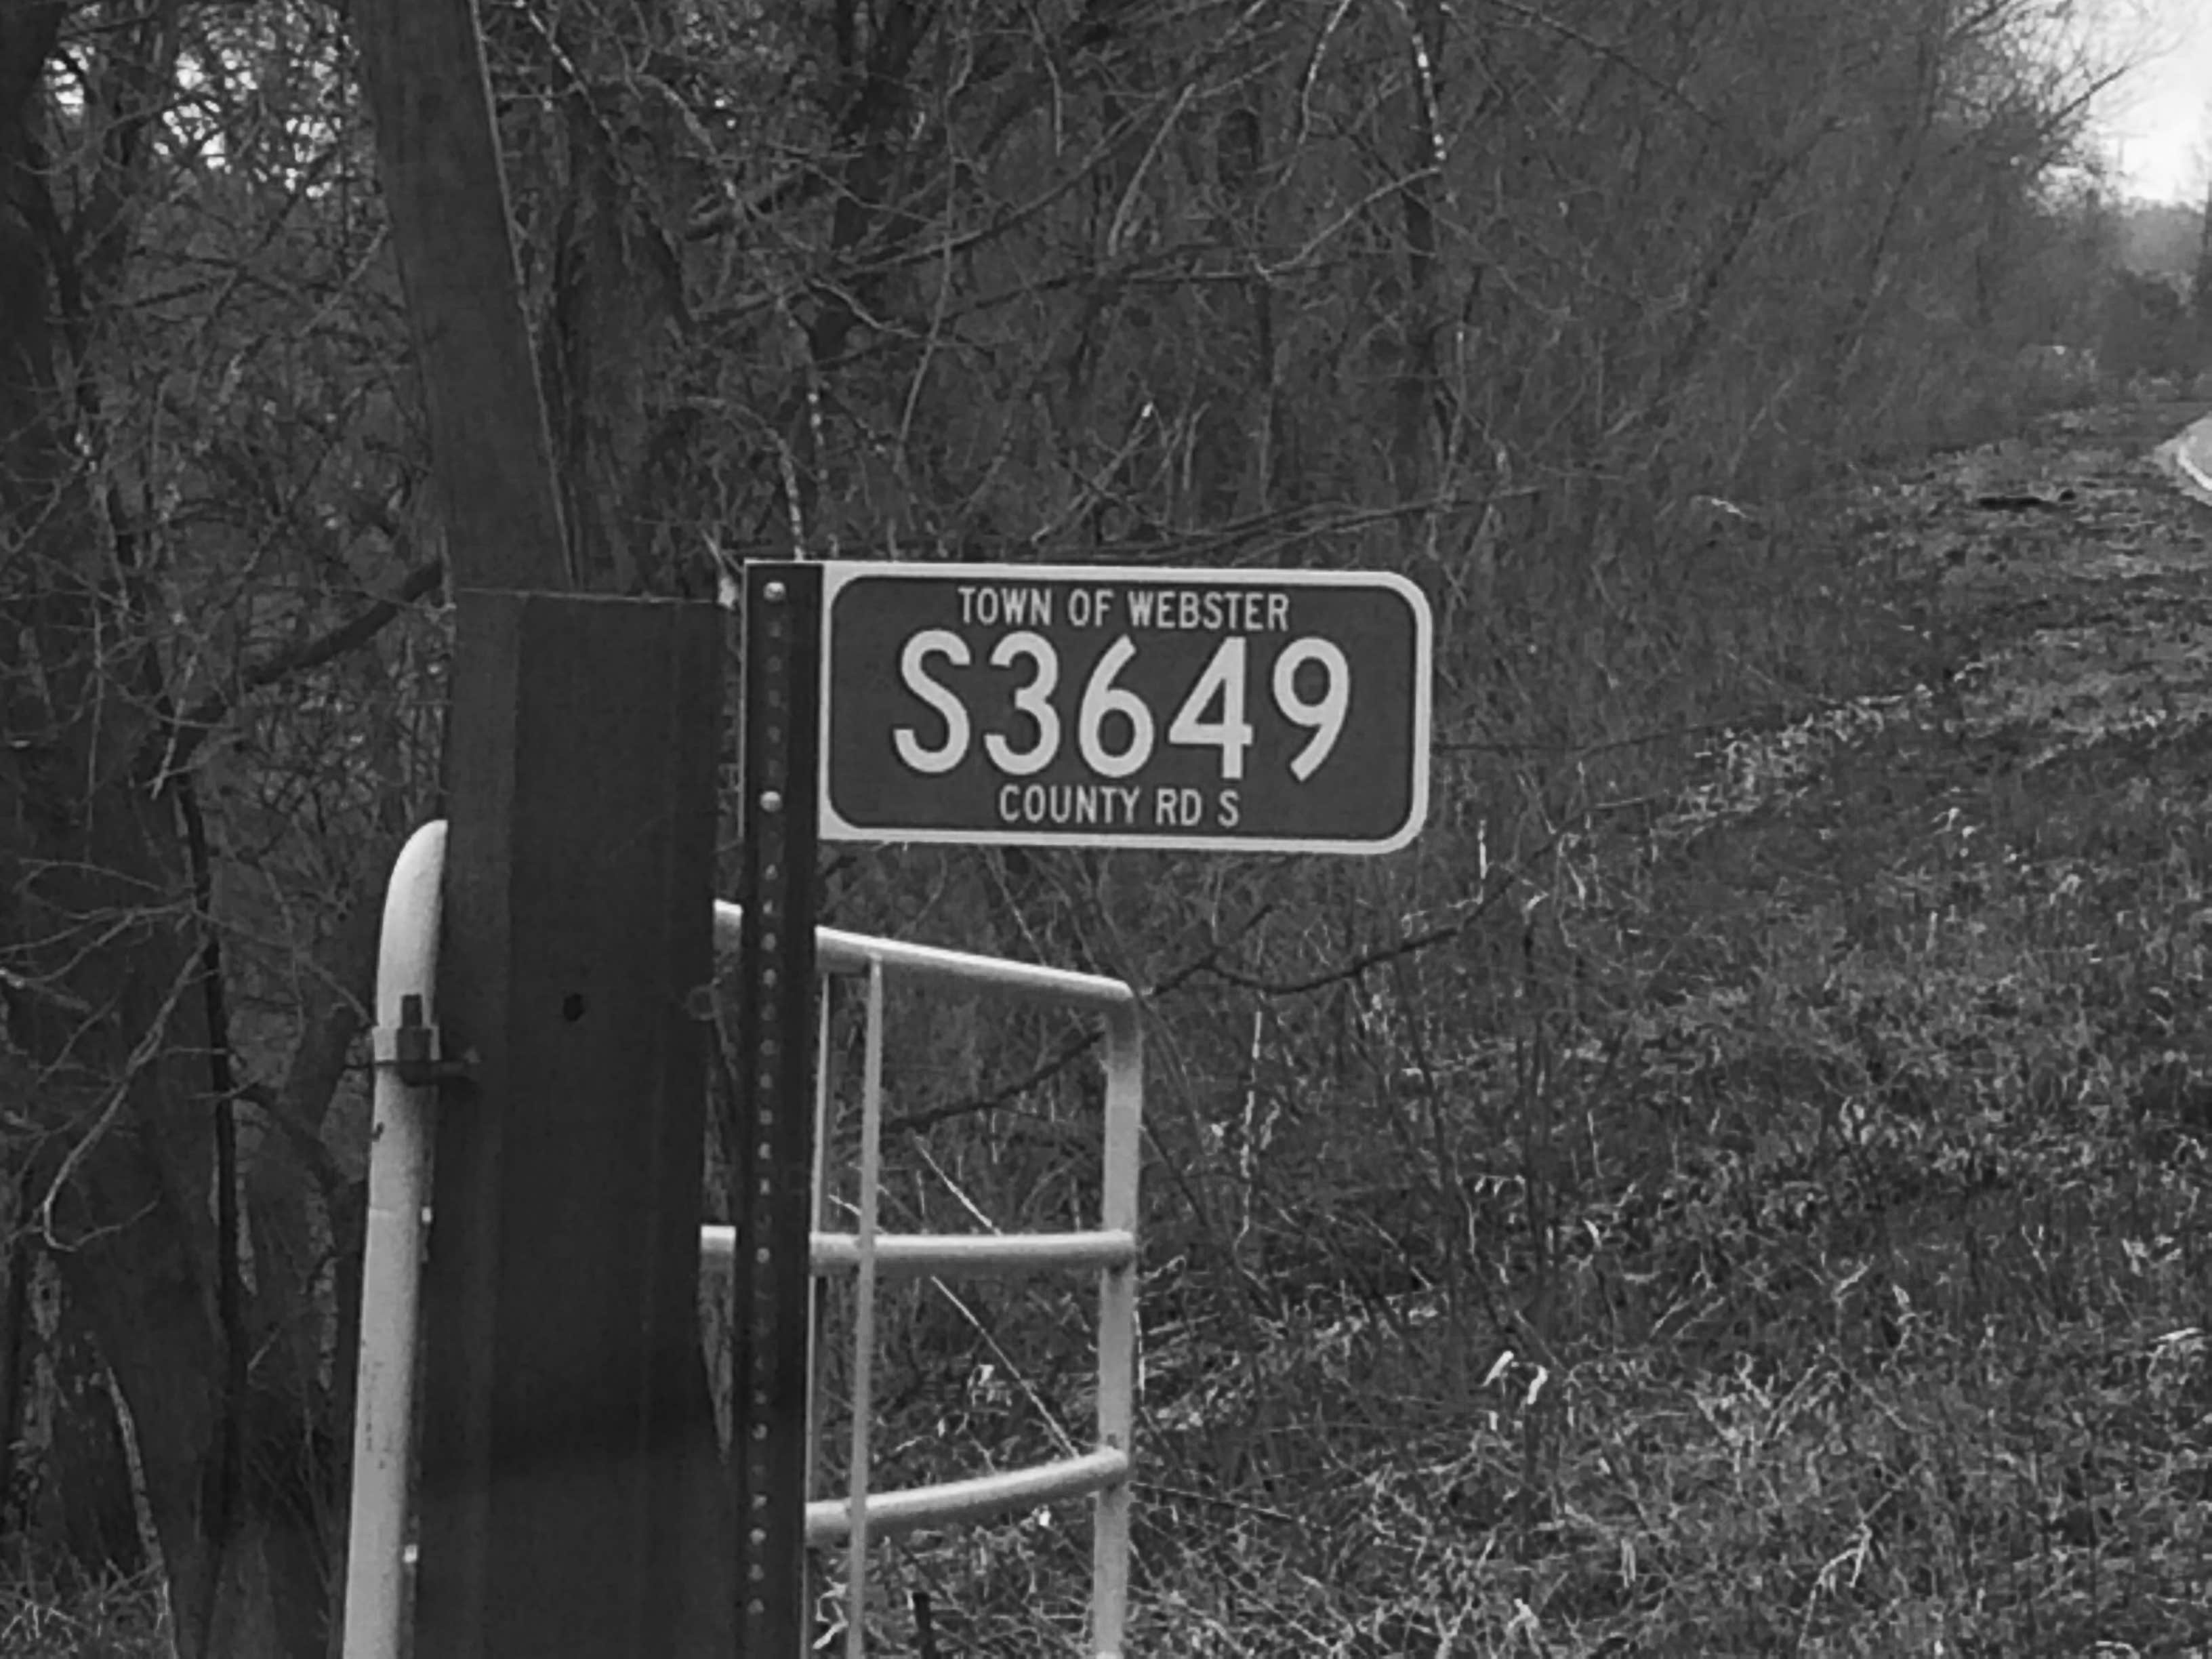 TOWN OF WEBSTER
S3649
COUNTY RD S